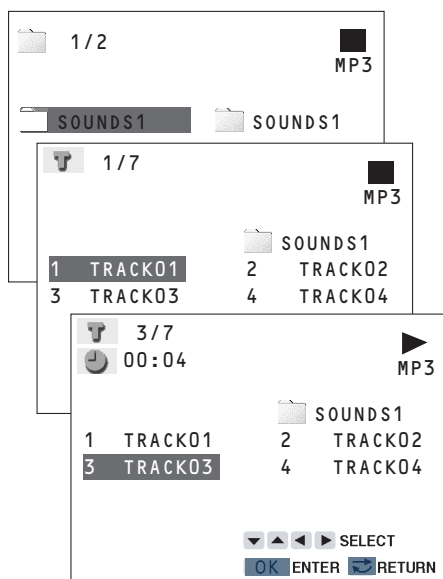 1/2
MP3
SOUNDS1 SOUNDS1
T 1/7
MP3
SOUNDS1
1 TRACK01 2 TRACK02
3 TRACK03 4 TRACK04
T 3/7
00:04
MP3
SOUNDS1
1 TRACK01 2 TRACK02
3 TRACK03 4 TRACK04
SELECT
OK ENTER RETURN